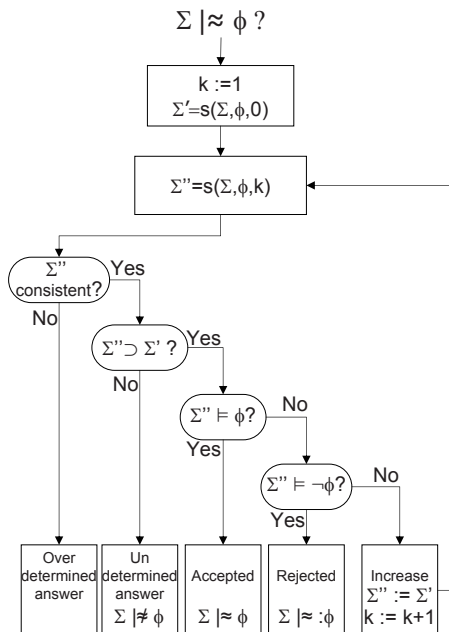 Σ |≈ ϕ ?
k :=1
Σ'=s(Σ,ϕ,0)
Σ''=s(Σ,ϕ,k)
Σ''
consistent?
Yes
No
Σ''⊃ Σ' ?
Yes
No
Σ'' ⊨ ϕ?
No
Yes
Σ'' ⊨ ¬ϕ?
No
Yes
Over
determined
answer
Un
determined
answer
Σ |≉ ϕ
Accepted
Σ |≈ ϕ
Rejected
Σ |≈ :ϕ
Increase
Σ'' := Σ'
k := k+1